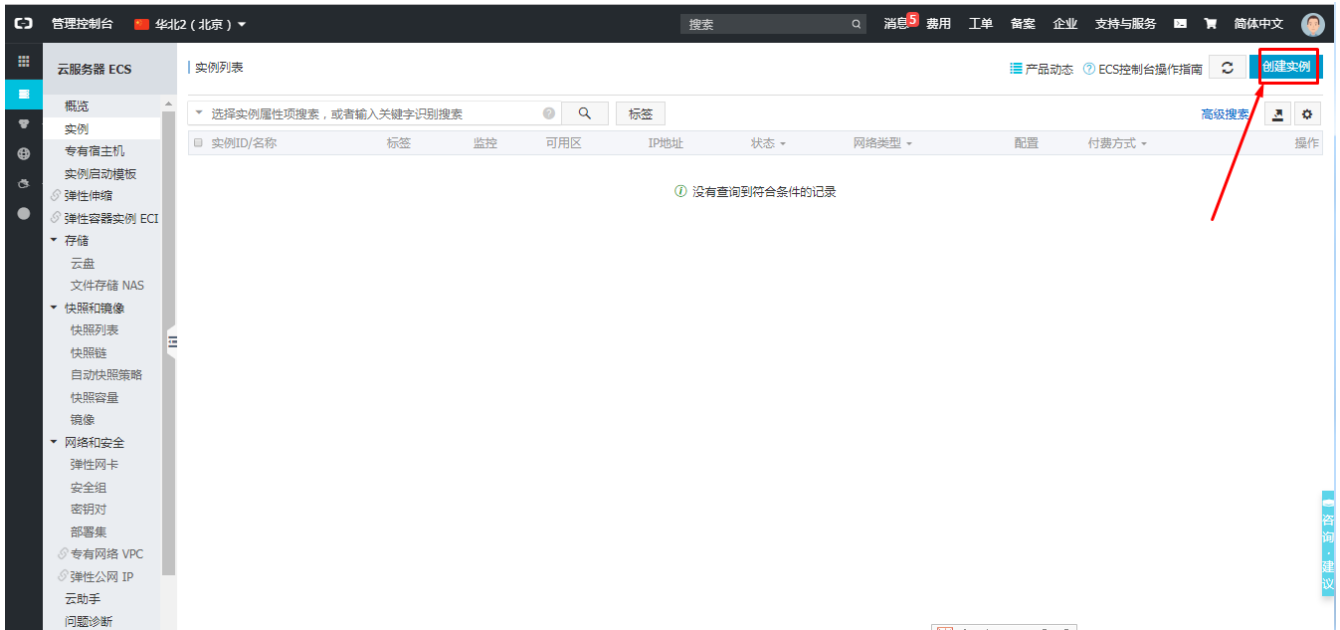 管理控制台 华北2（北京） 搜索 消息 5 费用 工单 备案 企业 支持与服务 简体中文
云服务器 ECS
概览
实例
专有宿主机
实例启动模板
弹性伸缩
弹性容器实例 ECI
存储
云盘
文件存储 NAS
快照和镜像
快照列表
快照链
自动快照策略
快照容量
镜像
网络和安全
弹性网卡
安全组
密钥对
部署集
专有网络 VPC
弹性公网 IP
云助手
问题诊断
实例列表 产品动态 ECS控制台操作指南 创建实例
选择实例属性项搜索，或者输入关键字识别搜索 标签 高级搜索
实例ID/名称 标签 监控 可用区 IP地址 状态 网络类型 配置 付费方式 操作
没有查询到符合条件的记录
咨询·建议